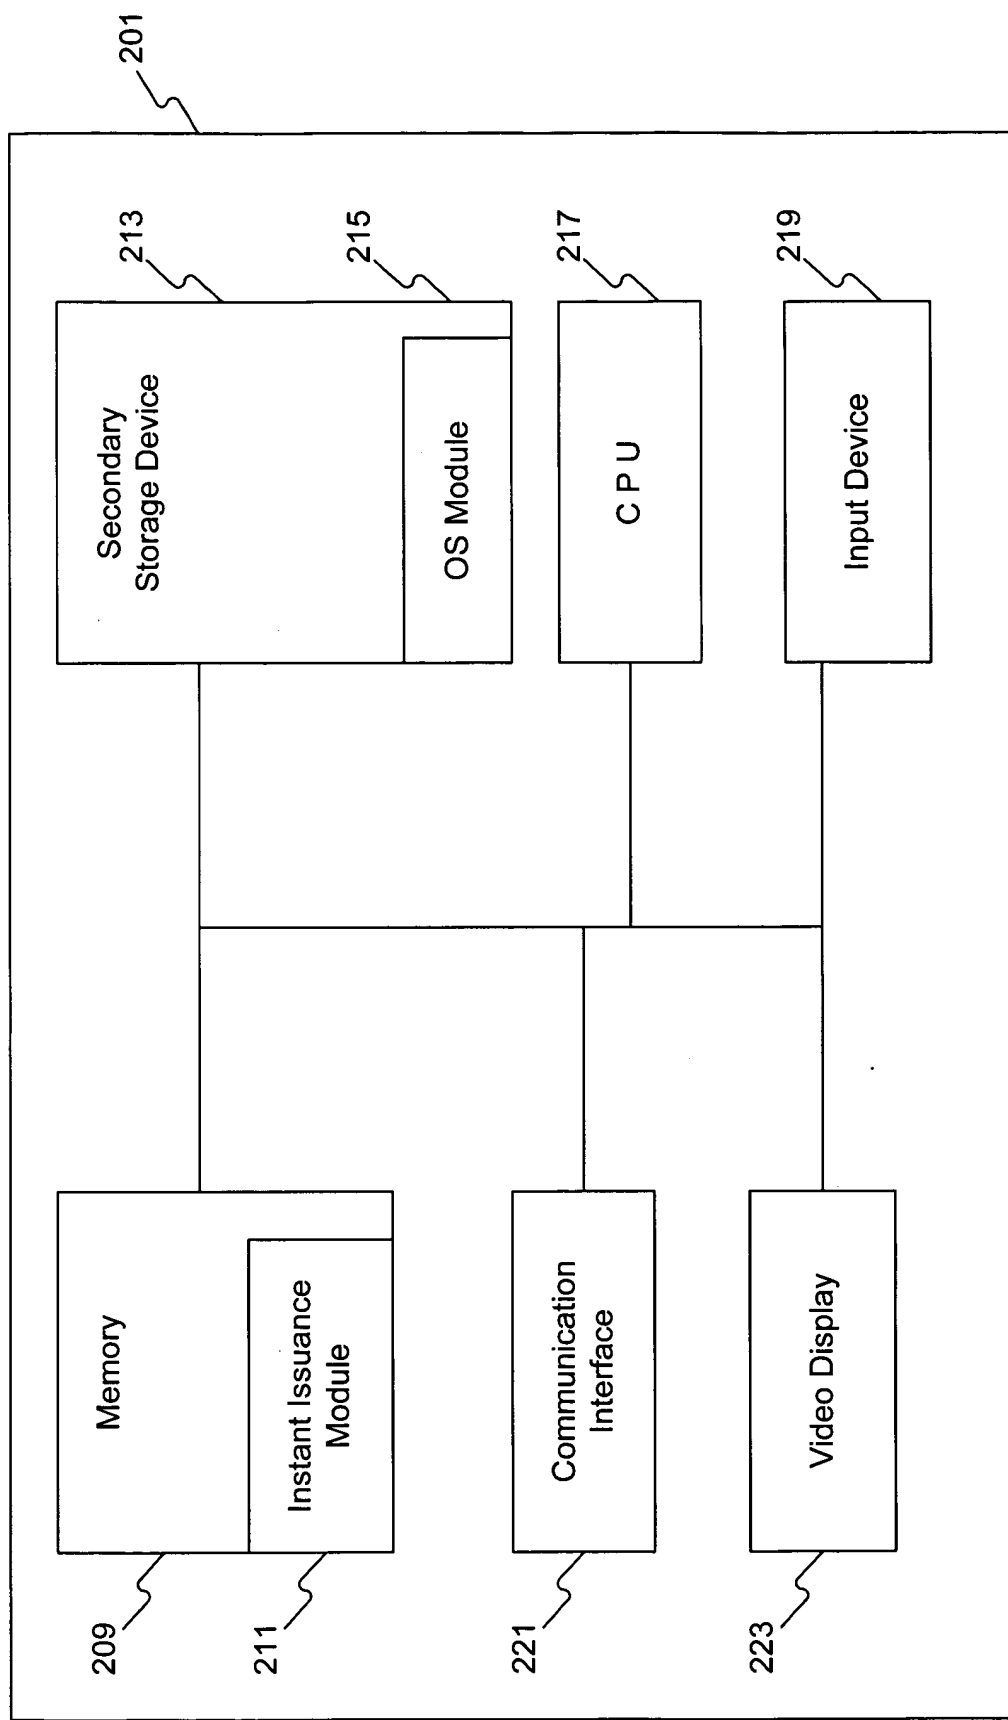 201
209
Memory
211
Instant Issuance
Module
221
Communication
Interface
223
Video Display
213
Secondary
Storage Device
215
OS Module
217
C P U
219
Input Device